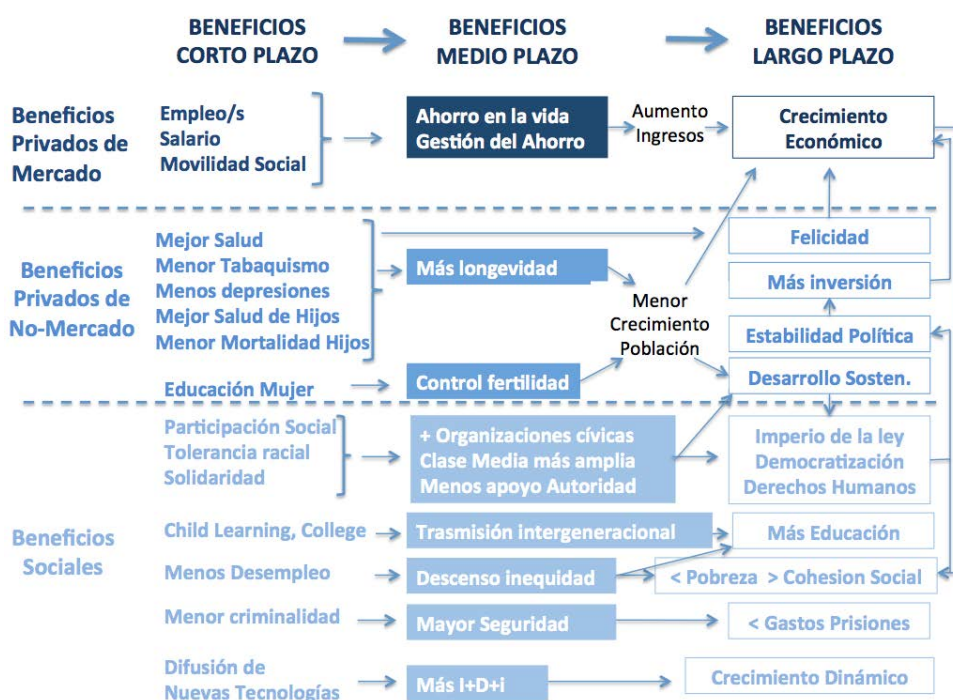 BENEFICIOS
CORTO PLAZO
BENEFICIOS
MEDIO PLAZO
BENEFICIOS
LARGO PLAZO
Beneficios
Privados de
Mercado
Empleo/s
Salario
Movilidad Social
Ahorro en la vida
Gestión del Ahorro
Aumento
Ingresos
Crecimiento
Económico
Beneficios
Privados de
No-Mercado
Mejor Salud
Menor Tabaquismo
Menos depresiones
Mejor Salud de Hijos
Menor Mortalidad Hijos
Más longevidad
Menor
Crecimiento
Población
Felicidad
Más inversión
Estabilidad Política
Educación Mujer
Control fertilidad
Desarrollo Sosten.
Beneficios
Sociales
Participación Social
Tolerancia racial
Solidaridad
+ Organizaciones cívicas
Clase Media más amplia
Menos apoyo Autoridad
Imperio de la ley
Democratización
Derechos Humanos
Child Learning, College
Trasmisión intergeneracional
Más Educación
Menos Desempleo
Descenso inequidad
< Pobreza > Cohesion Social
Menor criminalidad
Mayor Seguridad
< Gastos Prisiones
Difusión de
Nuevas Tecnologías
Más I+D+i
Crecimiento Dinámico